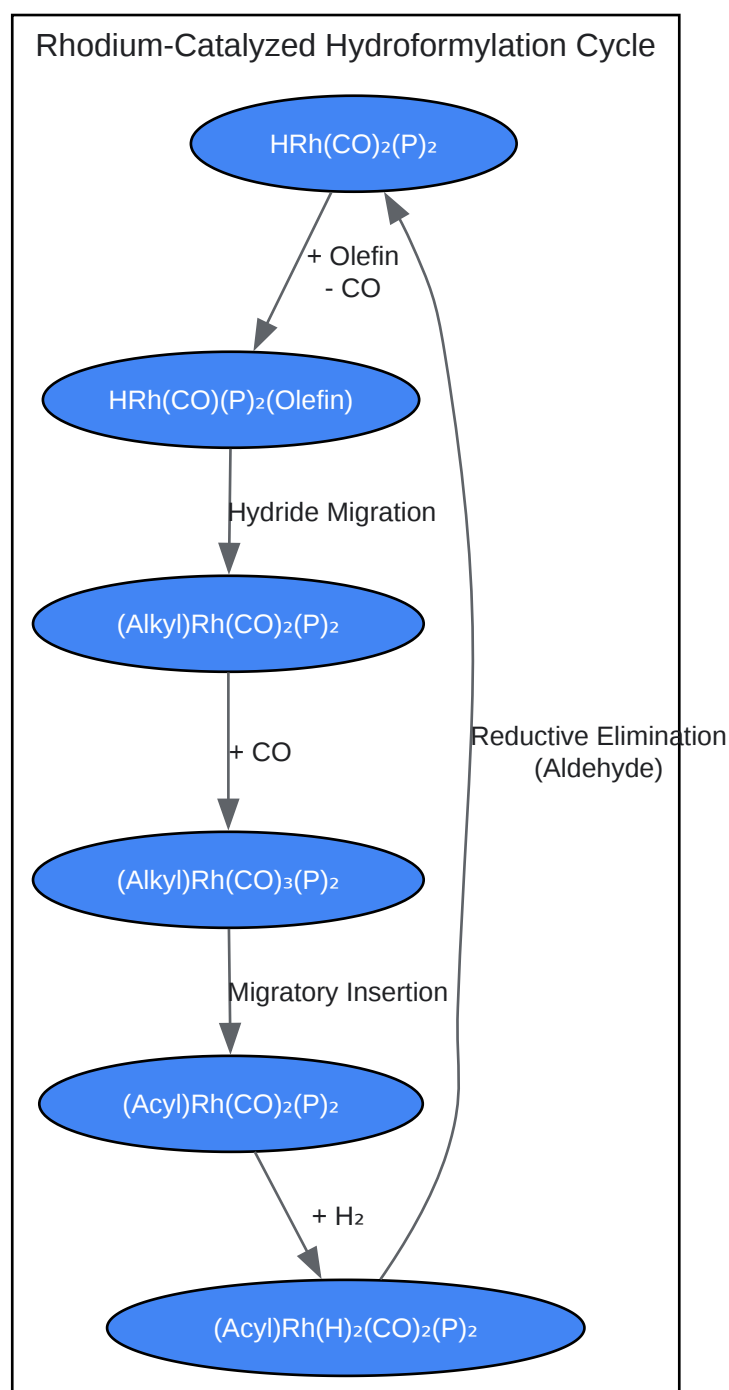 Rhodium-Catalyzed Hydroformylation Cycle
HRh(CO)₂(P)₂
+ Olefin
- CO
HRh(CO)(P)₂(Olefin)
Hydride Migration
(Alkyl)Rh(CO)₂(P)₂
Reductive Elimination
(Aldehyde)
+ CO
(Alkyl)Rh(CO)₃(P)₂
Migratory Insertion
(Acyl)Rh(CO)₂(P)₂
+ H₂
(Acyl)Rh(H)₂(CO)₂(P)₂